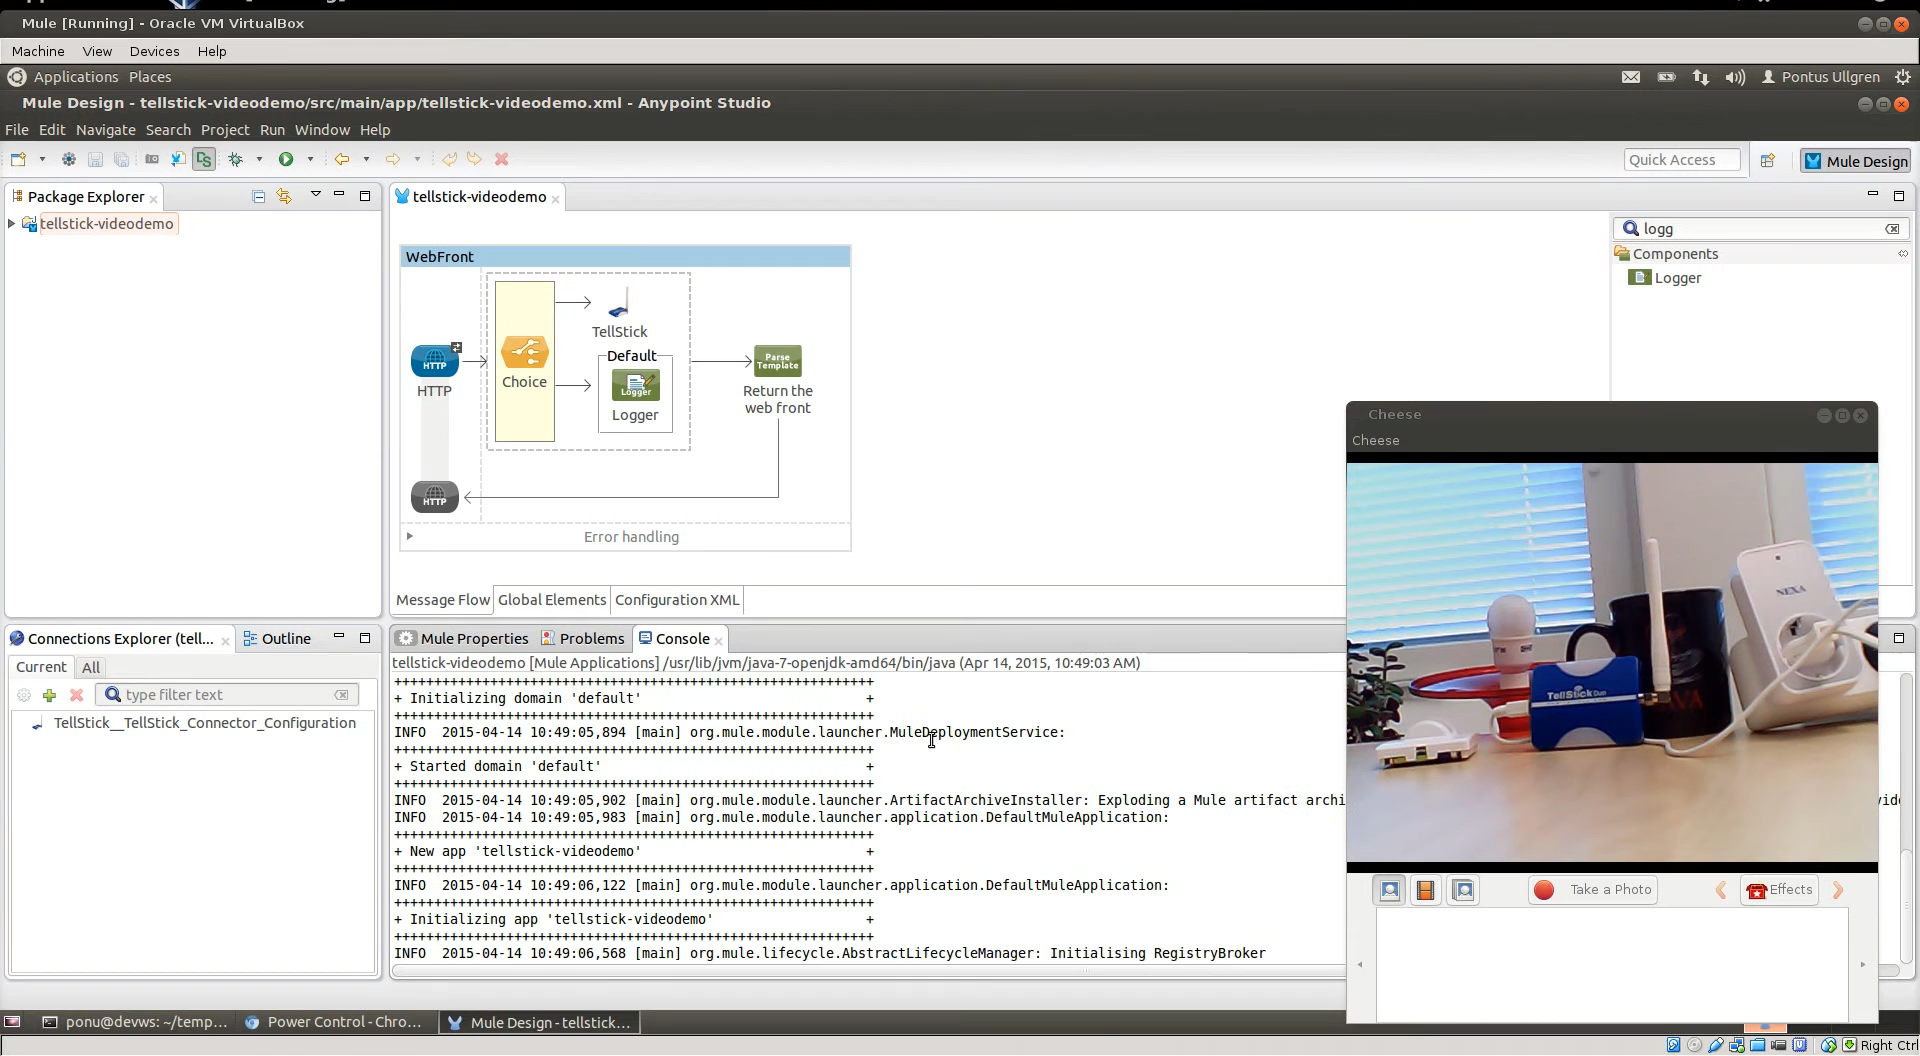 Mule [Running] - Oracle VM VirtualBox
Machine View Devices Help
Applications Places
Pontus Ullgren
Mule Design - tellstick-videodemo/src/main/app/tellstick-videodemo.xml - Anypoint Studio
File Edit Navigate Search Project Run Window Help
Quick Access
Mule Design
Package Explorer
tellstick-videodemo
tellstick-videodemo
WebFront
HTTP
HTTP
Choice
TellStick
Default
Logger
Logger
Parse
Template
Return the
web front
HTTP
Error handling
Message Flow Global Elements Configuration XML
logg
Components
Logger
Connections Explorer (tell...
Outline
Current All
type filter text
TellStick__TellStick_Connector_Configuration
Mule Properties Problems Console
tellstick-videodemo [Mule Applications] /usr/lib/jvm/java-7-openjdk-amd64/bin/java (Apr 14, 2015, 10:49:03 AM)
++++++++++++++++++++++++++++++++++++++++++++++++++++++++++++
+ Initializing domain 'default' +
++++++++++++++++++++++++++++++++++++++++++++++++++++++++++++
INFO 2015-04-14 10:49:05,894 [main] org.mule.module.launcher.MuleDeploymentService:
++++++++++++++++++++++++++++++++++++++++++++++++++++++++++++
+ Started domain 'default' +
++++++++++++++++++++++++++++++++++++++++++++++++++++++++++++
INFO 2015-04-14 10:49:05,902 [main] org.mule.module.launcher.ArtifactArchiveInstaller: Exploding a Mule artifact archi
INFO 2015-04-14 10:49:05,983 [main] org.mule.module.launcher.application.DefaultMuleApplication:
++++++++++++++++++++++++++++++++++++++++++++++++++++++++++++
+ New app 'tellstick-videodemo' +
++++++++++++++++++++++++++++++++++++++++++++++++++++++++++++
INFO 2015-04-14 10:49:06,122 [main] org.mule.module.launcher.application.DefaultMuleApplication:
++++++++++++++++++++++++++++++++++++++++++++++++++++++++++++
+ Initializing app 'tellstick-videodemo' +
++++++++++++++++++++++++++++++++++++++++++++++++++++++++++++
INFO 2015-04-14 10:49:06,568 [main] org.mule.lifecycle.AbstractLifecycleManager: Initialising RegistryBroker
Cheese
Cheese
NEXA
TellStick Duo
Take a Photo
Effects
ponu@devws: ~/temp...
Power Control - Chro...
Mule Design - tellstick...
Right Ctrl